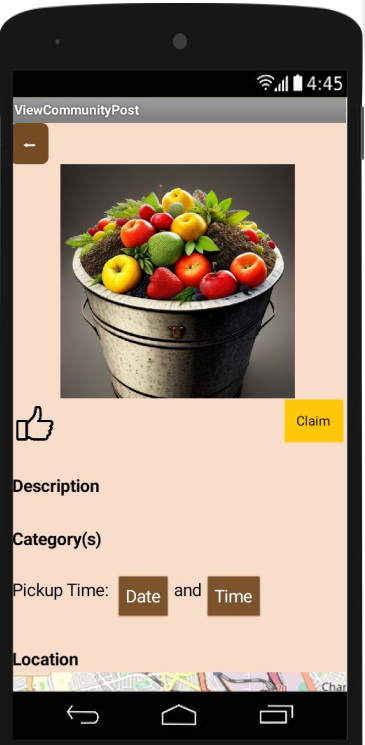 4:45
ViewCommunityPost
Claim
Description
Category(s)
Pickup Time: Date and Time
Location